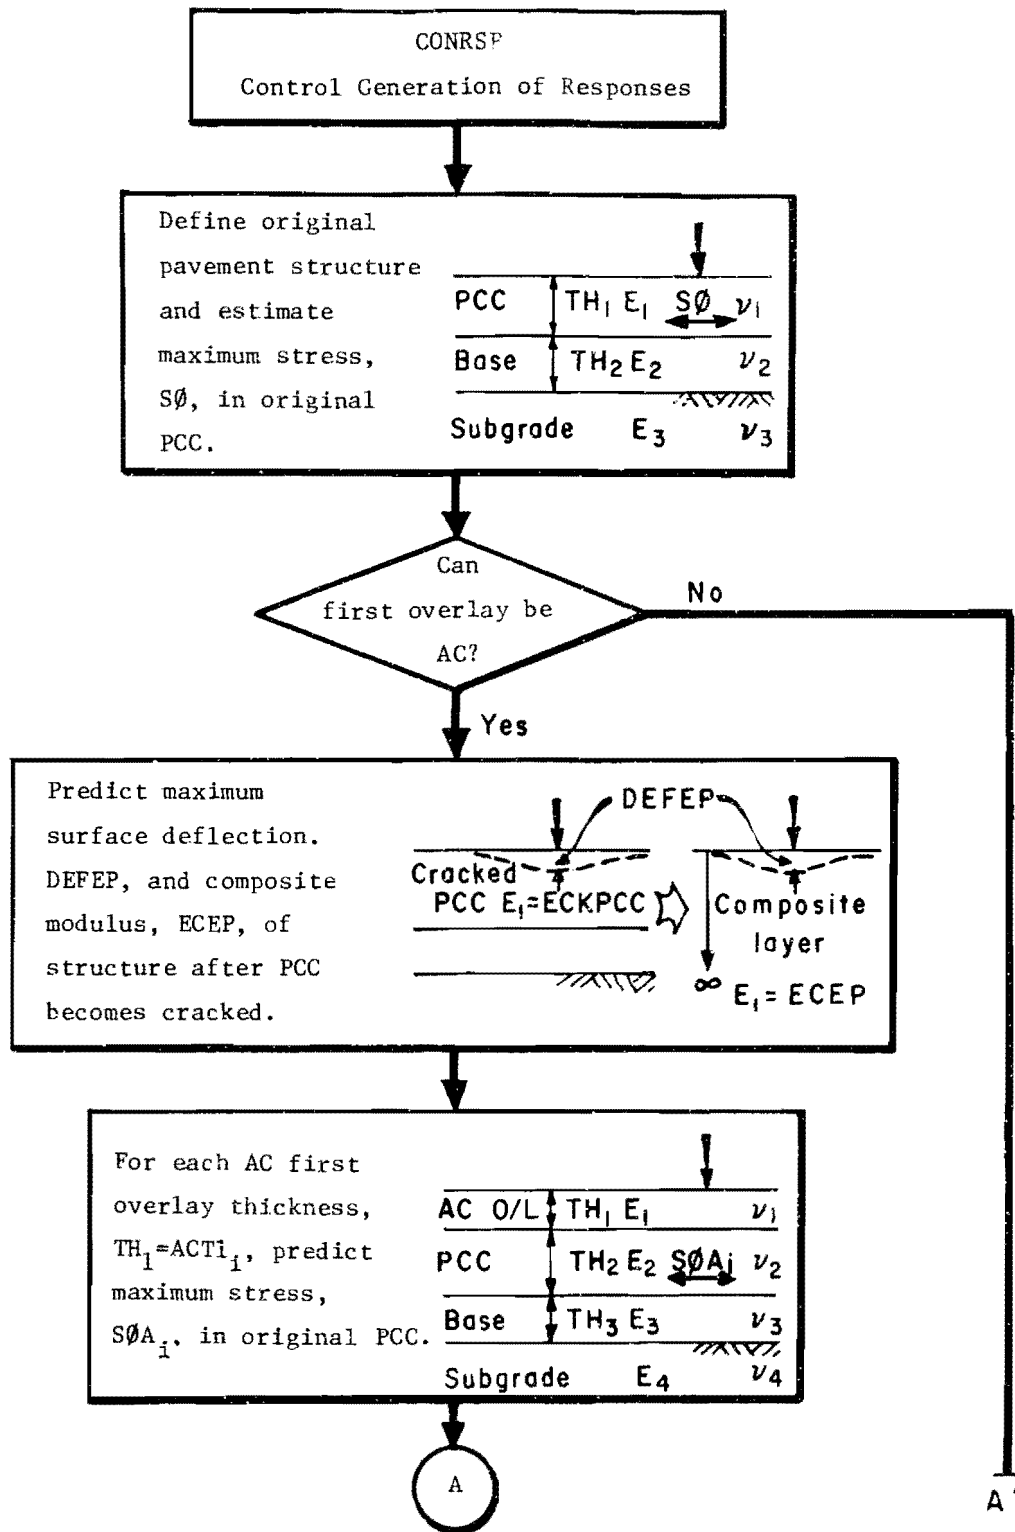 CONRSP
Control Generation of Responses
Define original
pavement structure
and estimate
maximum stress,
SØ, in original
PCC.
PCC TH₁ E₁ SØ ν₁
Base TH₂ E₂ ν₂
Subgrade E₃ ν₃
Can
first overlay be
AC?
No
Yes
Predict maximum
surface deflection.
DEFEP, and composite
modulus, ECEP, of
structure after PCC
becomes cracked.
DEFEP
Cracked
PCC E₁=ECKPCC
Composite
layer
∞ E₁=ECEP
For each AC first
overlay thickness,
TH₁=ACT1ᵢ, predict
maximum stress,
SØAᵢ, in original PCC.
AC O/L TH₁ E₁ ν₁
PCC TH₂ E₂ SØAᵢ ν₂
Base TH₃ E₃ ν₃
Subgrade E₄ ν₄
A
A'